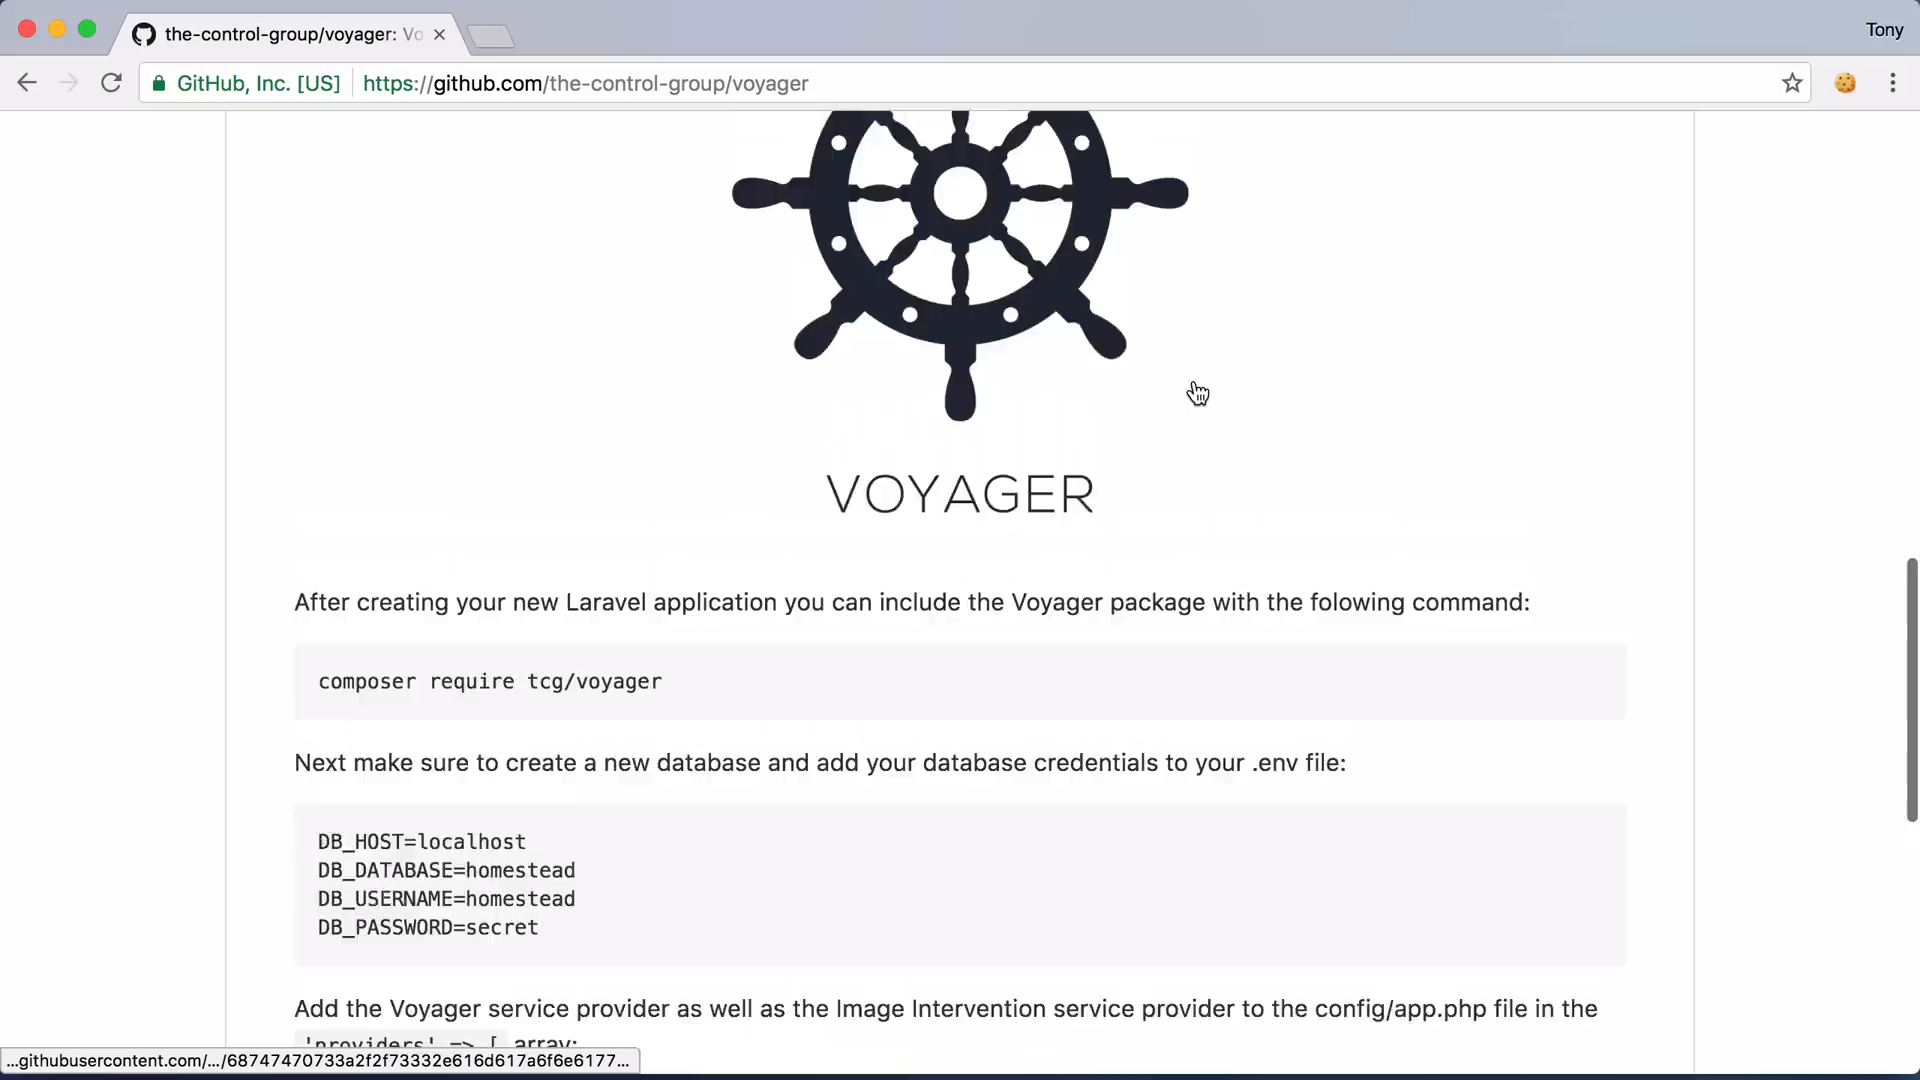 the-control-group/voyager: Vo
Tony
GitHub, Inc. [US]
https://github.com/the-control-group/voyager
VOYAGER
After creating your new Laravel application you can include the Voyager package with the folowing command:
composer require tcg/voyager
Next make sure to create a new database and add your database credentials to your .env file:
DB_HOST=localhost
DB_DATABASE=homestead
DB_USERNAME=homestead
DB_PASSWORD=secret
Add the Voyager service provider as well as the Image Intervention service provider to the config/app.php file in the
'providers' => [ array:
...githubusercontent.com/.../68747470733a2f2f73332e616d617a6f6e6177...